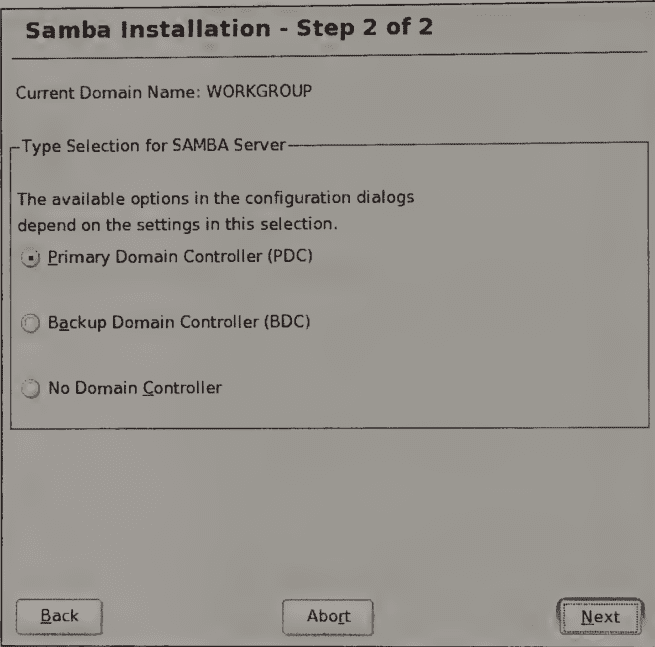 Samba Installation - Step 2 of 2
Current Domain Name: WORKGROUP
Type Selection for SAMBA Server
The available options in the configuration dialogs
depend on the settings in this selection.
Primary Domain Controller (PDC)
Backup Domain Controller (BDC)
No Domain Controller
Back Abort Next